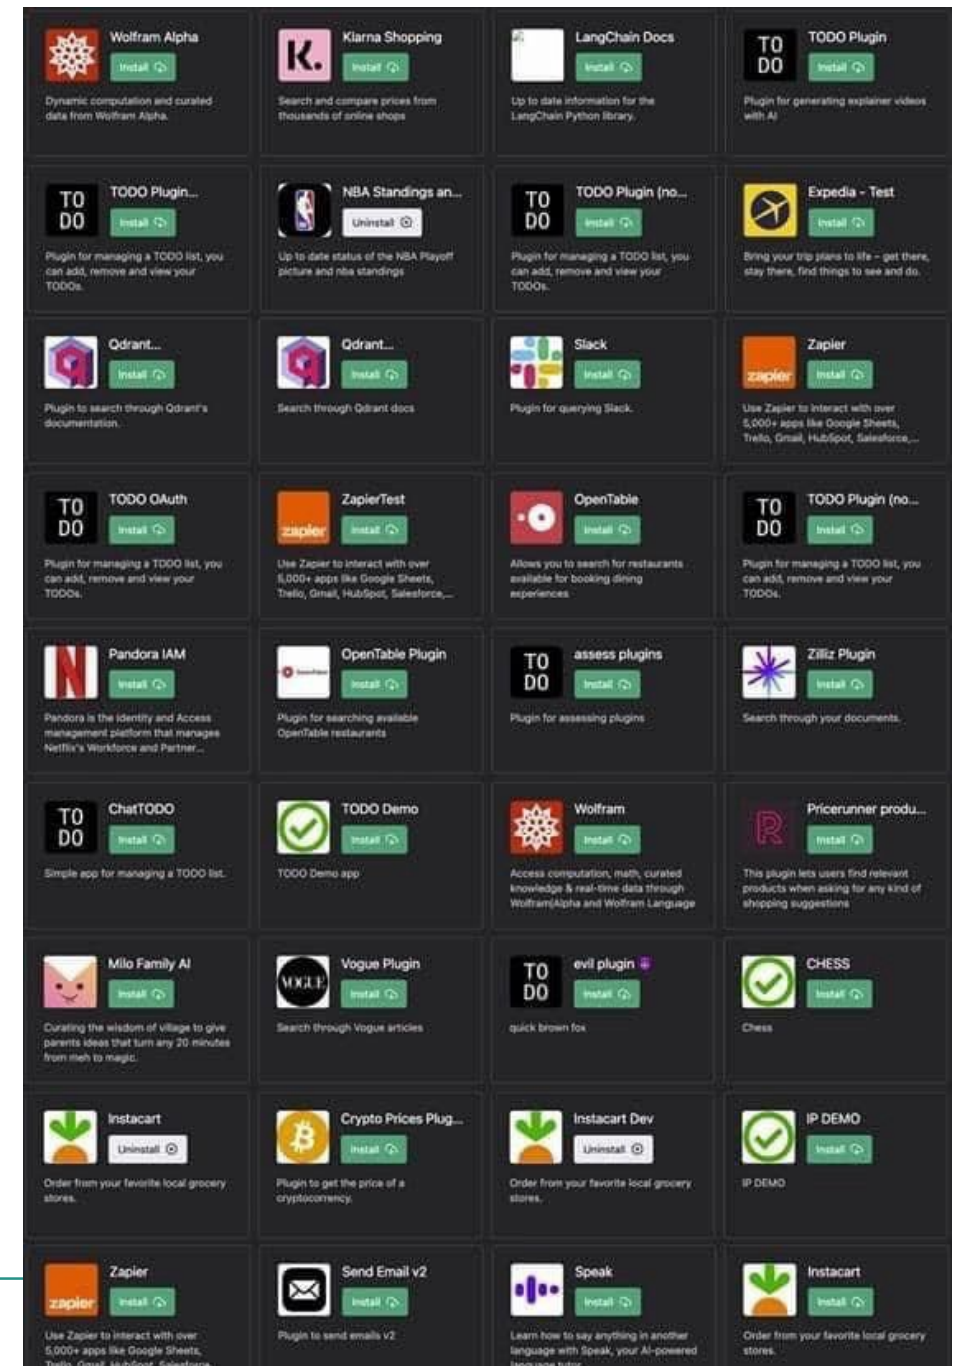 Wolfram Alpha
Install
Dynamic computation and curated
data from Wolfram Alpha.
K.
Klarna Shopping
Install
Search and compare prices from
thousands of online shops
LangChain Docs
Install
Up to date information for the
LangChain Python library.
TO
DO
TODO Plugin
Install
Plugin for generating explainer videos
with AI
TO
DO
TODO Plugin...
Install
Plugin for managing a TODO list, you
can add, remove and view your
TODOs.
NBA Standings an...
Uninstall
Up to date status of the NBA Playoff
picture and nba standings
TO
DO
TODO Plugin (no...
Install
Plugin for managing a TODO list, you
can add, remove and view your
TODOs.
Expedia - Test
Install
Bring your trip plans to life – get there,
stay there, find things to see and do.
Qdrant...
Install
Plugin to search through Qdrant's
documentation.
Qdrant...
Install
Search through Qdrant docs
Slack
Install
Plugin for querying Slack.
zapier
Zapier
Install
Use Zapier to interact with over
5,000+ apps like Google Sheets,
Trello, Gmail, HubSpot, Salesforce,...
TO
DO
TODO OAuth
Install
Plugin for managing a TODO list, you
can add, remove and view your
TODOs.
zapier
ZapierTest
Install
Use Zapier to interact with over
5,000+ apps like Google Sheets,
Trello, Gmail, HubSpot, Salesforce,...
OpenTable
Install
Allows you to search for restaurants
available for booking dining
experiences
TO
DO
TODO Plugin (no...
Install
Plugin for managing a TODO list, you
can add, remove and view your
TODOs.
N
Pandora IAM
Install
Pandora is the Identity and Access
management platform that manages
Netflix's Workforce and Partner...
OpenTable Plugin
Install
Plugin for searching available
OpenTable restaurants
TO
DO
assess plugins
Install
Plugin for assessing plugins
Zilliz Plugin
Install
Search through your documents.
TO
DO
ChatTODO
Install
Simple app for managing a TODO list.
TODO Demo
Install
TODO Demo app
Wolfram
Install
Access computation, math, curated
knowledge & real-time data through
Wolfram|Alpha and Wolfram Language
R
Pricerunner produ...
Install
This plugin lets users find relevant
products when asking for any kind of
shopping suggestions
Milo Family AI
Install
Curating the wisdom of village to give
parents ideas that turn any 20 minutes
from meh to magic.
VOGUE
Vogue Plugin
Install
Search through Vogue articles
TO
DO
evil plugin 😈
Install
quick brown fox
CHESS
Install
Chess
Instacart
Uninstall
Order from your favorite local grocery
stores.
Crypto Prices Plug...
Install
Plugin to get the price of a
cryptocurrency.
Instacart Dev
Uninstall
Order from your favorite local grocery
stores.
IP DEMO
Install
IP DEMO
zapier
Zapier
Install
Use Zapier to interact with over
5,000+ apps like Google Sheets,
Trello, Gmail, HubSpot, Salesforce
Send Email v2
Install
Plugin to send emails v2
Speak
Install
Learn how to say anything in another
language with Speak, your AI-powered
language tutor
Instacart
Install
Order from your favorite local grocery
stores.